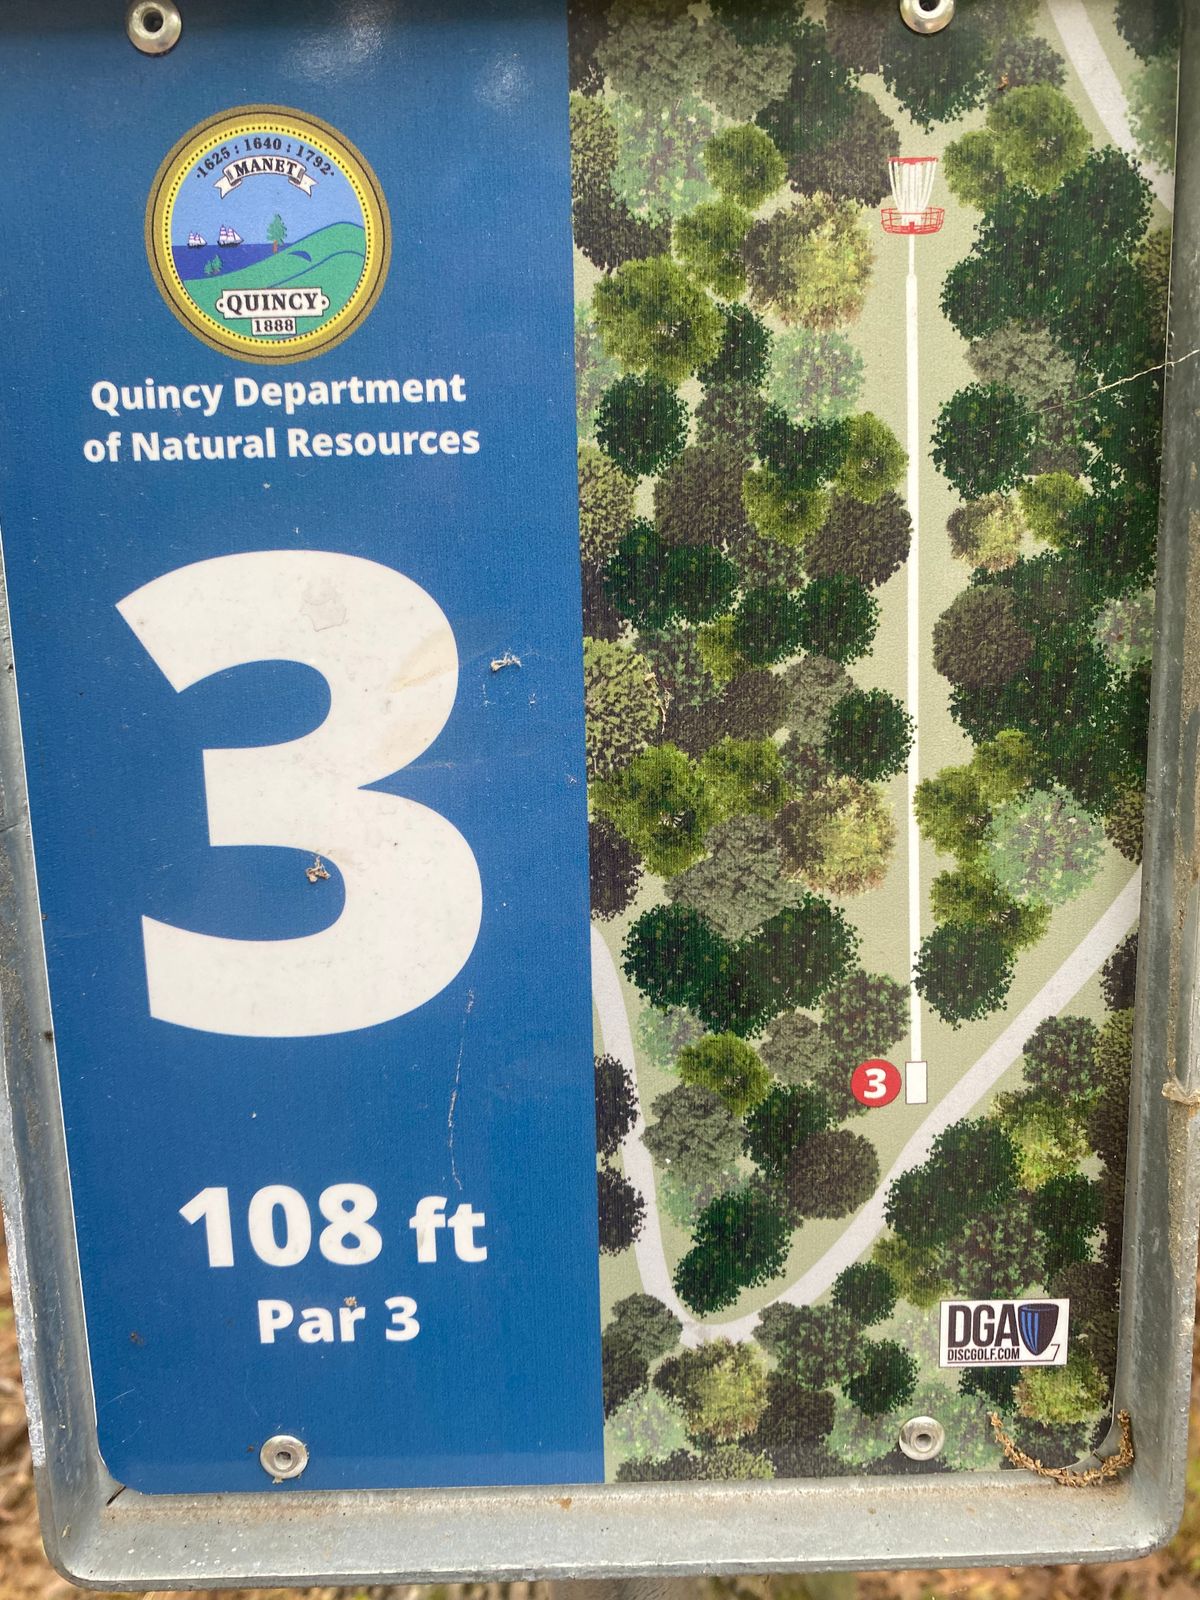 ·1625 : 1640 : 1792·
MANET
·QUINCY·
1888
Quincy Department
of Natural Resources
3
108 ft
Par 3
3
DGA
DISCGOLF.COM